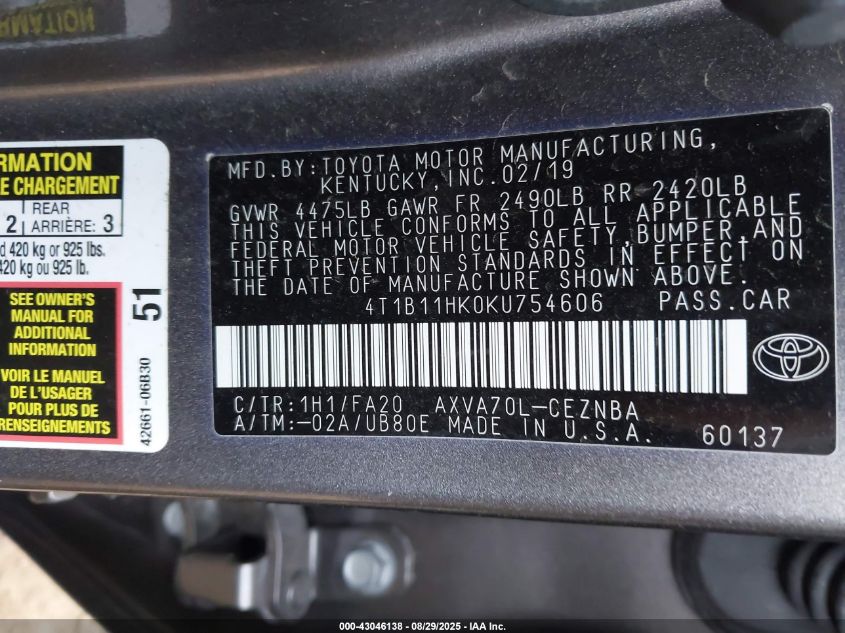 ORMATION
RMATION
E CHARGEMENT
2 REAR
ARRIÈRE: 3
d 420 kg or 925 lbs.
420 kg ou 925 lb.
SEE OWNER'S
MANUAL FOR
ADDITIONAL
INFORMATION
VOIR LE MANUEL
DE L'USAGER
POUR PLUS DE
RENSEIGNEMENTS
51
42661-06B30
MFD.BY:TOYOTA MOTOR MANUFACTURING,
KENTUCKY,INC.02/19
GVWR 4475LB GAWR FR 2490LB RR 2420LB
THIS VEHICLE CONFORMS TO ALL APPLICABLE
FEDERAL MOTOR VEHICLE SAFETY,BUMPER,AND
THEFT PREVENTION STANDARDS IN EFFECT ON
THE DATE OF MANUFACTURE SHOWN ABOVE.
4T1B11HK0KU754606 PASS.CAR
C/TR:1H1/FA20 AXVA70L-CEZNBA
A/TM:-02A/UB80E MADE IN U.S.A. 60137
000-43046138 - 08/29/2025 - IAA Inc.